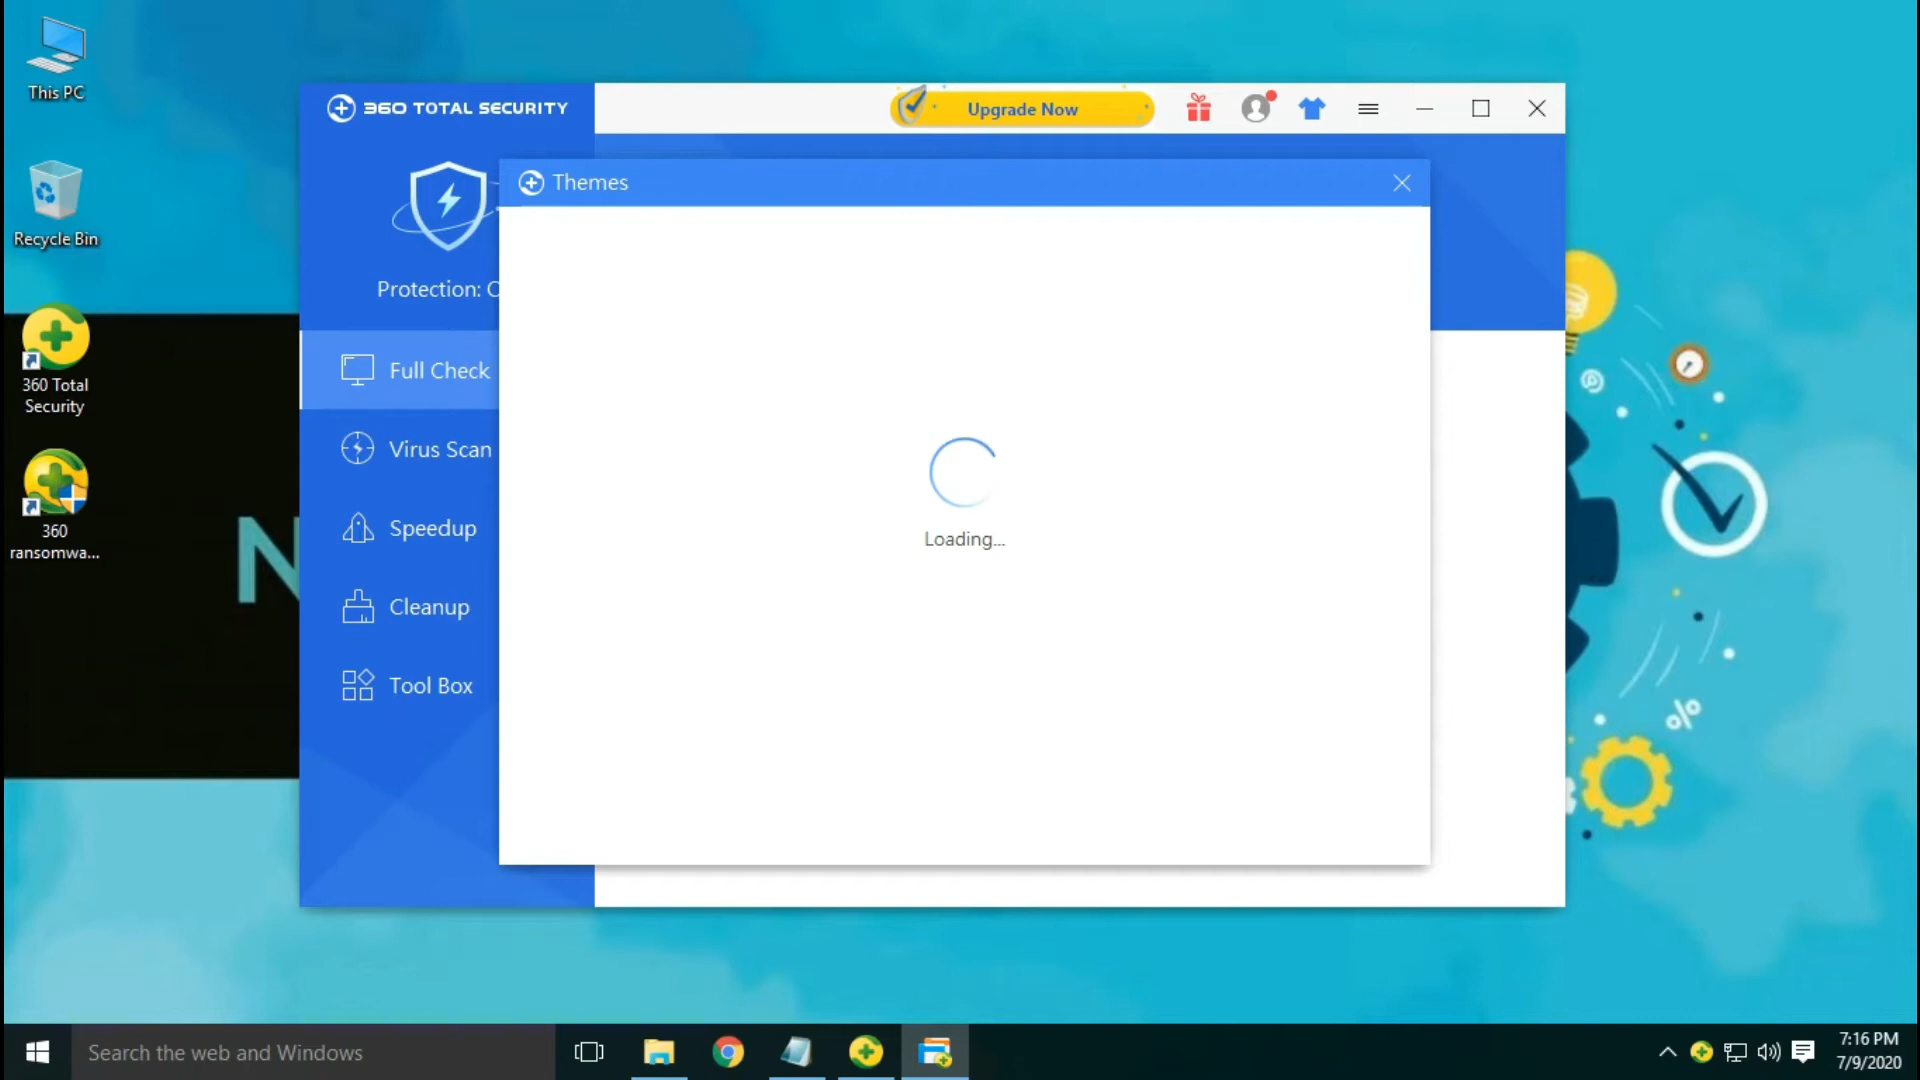 This PC
Recycle Bin
360 Total
Security
360
ransomwa...
N
360 TOTAL SECURITY
Upgrade Now
Themes
Protection: O
Full Check
Virus Scan
Speedup
Cleanup
Tool Box
Loading...
%
Search the web and Windows
7:16 PM
7/9/2020